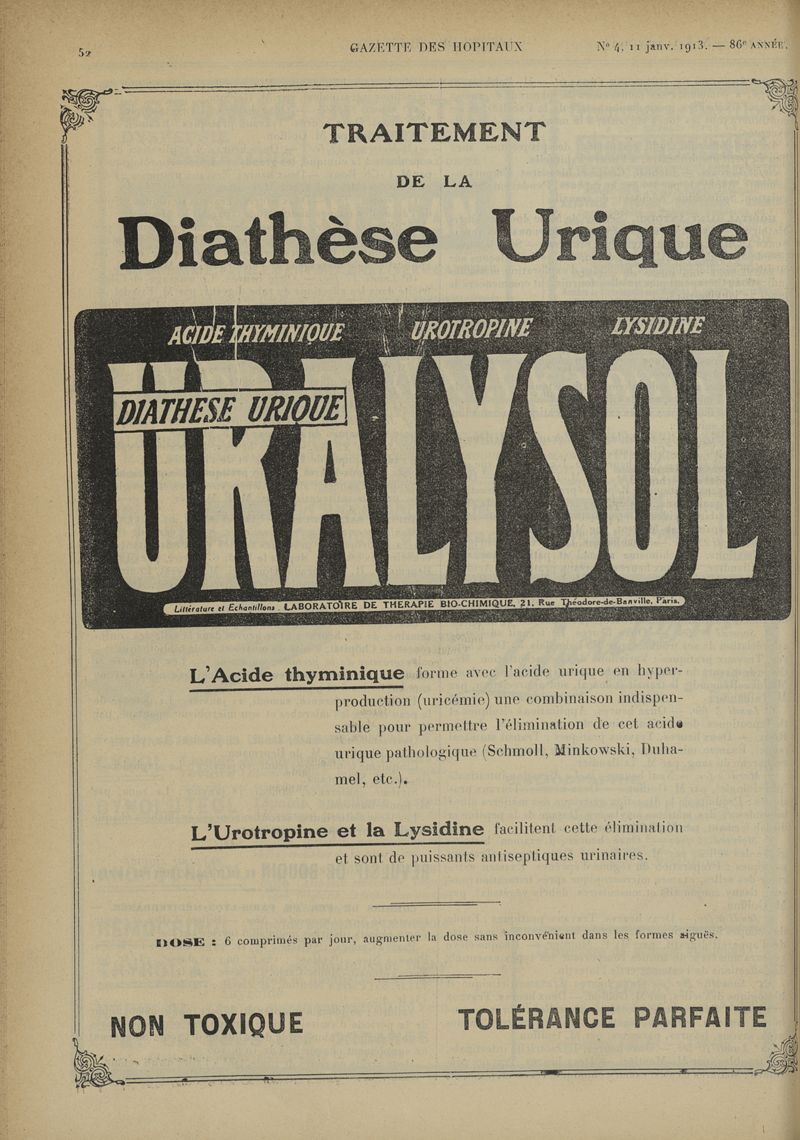 52
GAZETTE DES HOPITAUX
N° 4, 11 janv. 1913. — 86e ANNÉE.
TRAITEMENT
DE LA
Diathèse Urique
ACIDE THYMINIQUE UROTROPINE LYSIDINE
URALYSOL
DIATHESE URIQUE
Littérature et Echantillons. LABORATOIRE DE THERAPIE BIO-CHIMIQUE. 21, Rue Théodore-de-Banville, Paris.
L'Acide thyminique forme avec l'acide urique en hyper-
production (uricémie) une combinaison indispen-
sable pour permettre l'élimination de cet acide
urique pathologique (Schmoll, Minkowski, Duha-
mel, etc.).
L'Urotropine et la Lysidine facilitent cette élimination
et sont de puissants antiseptiques urinaires.
DOSE : 6 comprimés par jour, augmenter la dose sans inconvénient dans les formes aiguës.
NON TOXIQUE TOLÉRANCE PARFAITE